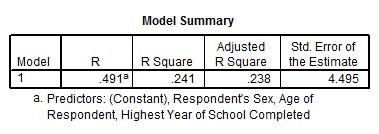 Model Summary
Model R R Square Adjusted R Square Std. Error of the Estimate
1 .491a .241 .238 4.495
a. Predictors: (Constant), Respondent's Sex, Age of
Respondent, Highest Year of School Completed